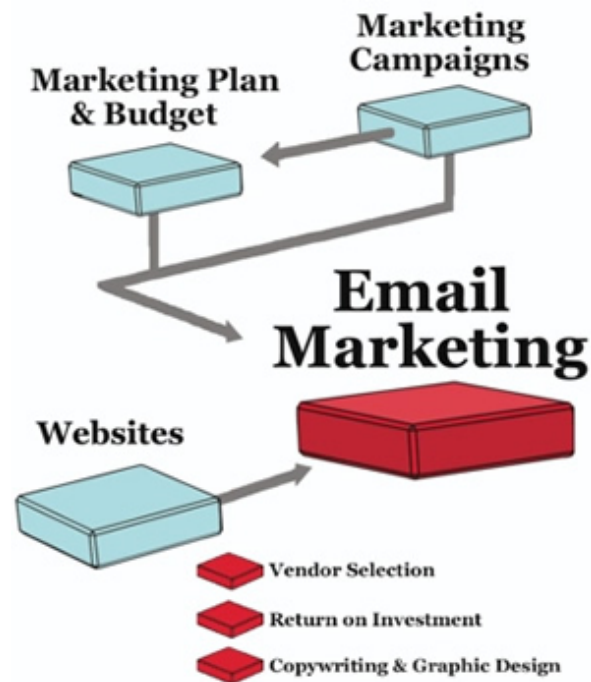 Marketing
Campaigns
Marketing Plan
& Budget
Email
Marketing
Websites
Vendor Selection
Return on Investment
Copywriting & Graphic Design